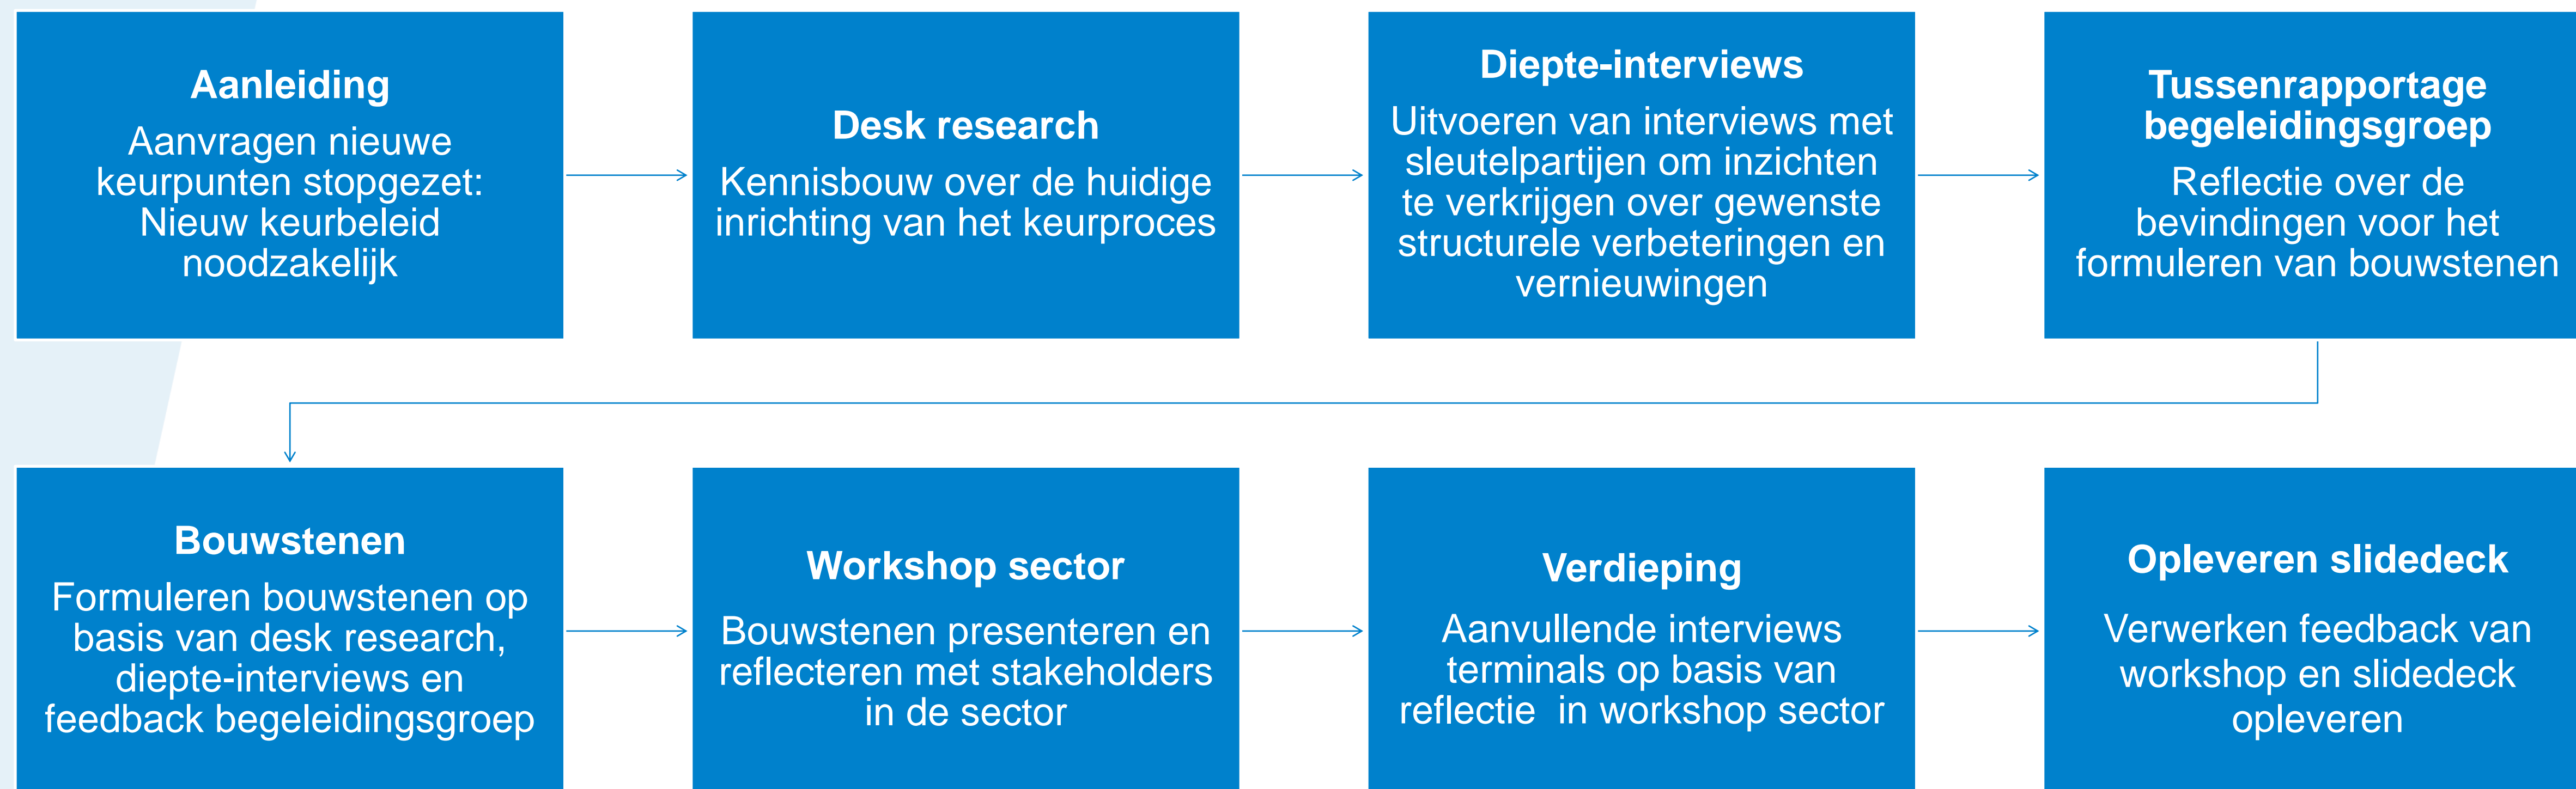 Aanleiding
Aanvragen nieuwe
keurpunten stopgezet:
Nieuw keurbeleid
noodzakelijk
Desk research
Kennisbouw over de huidige
inrichting van het keurproces
Diepte-interviews
Uitvoeren van interviews met
sleutelpartijen om inzichten
te verkrijgen over gewenste
structurele verbeteringen en
vernieuwingen
Tussenrapportage
begeleidingsgroep
Reflectie over de
bevindingen voor het
formuleren van bouwstenen
Bouwstenen
Formuleren bouwstenen op
basis van desk research,
diepte-interviews en
feedback begeleidingsgroep
Workshop sector
Bouwstenen presenteren en
reflecteren met stakeholders
in de sector
Verdieping
Aanvullende interviews
terminals op basis van
reflectie  in workshop sector
Opleveren slidedeck
Verwerken feedback van
workshop en slidedeck
opleveren